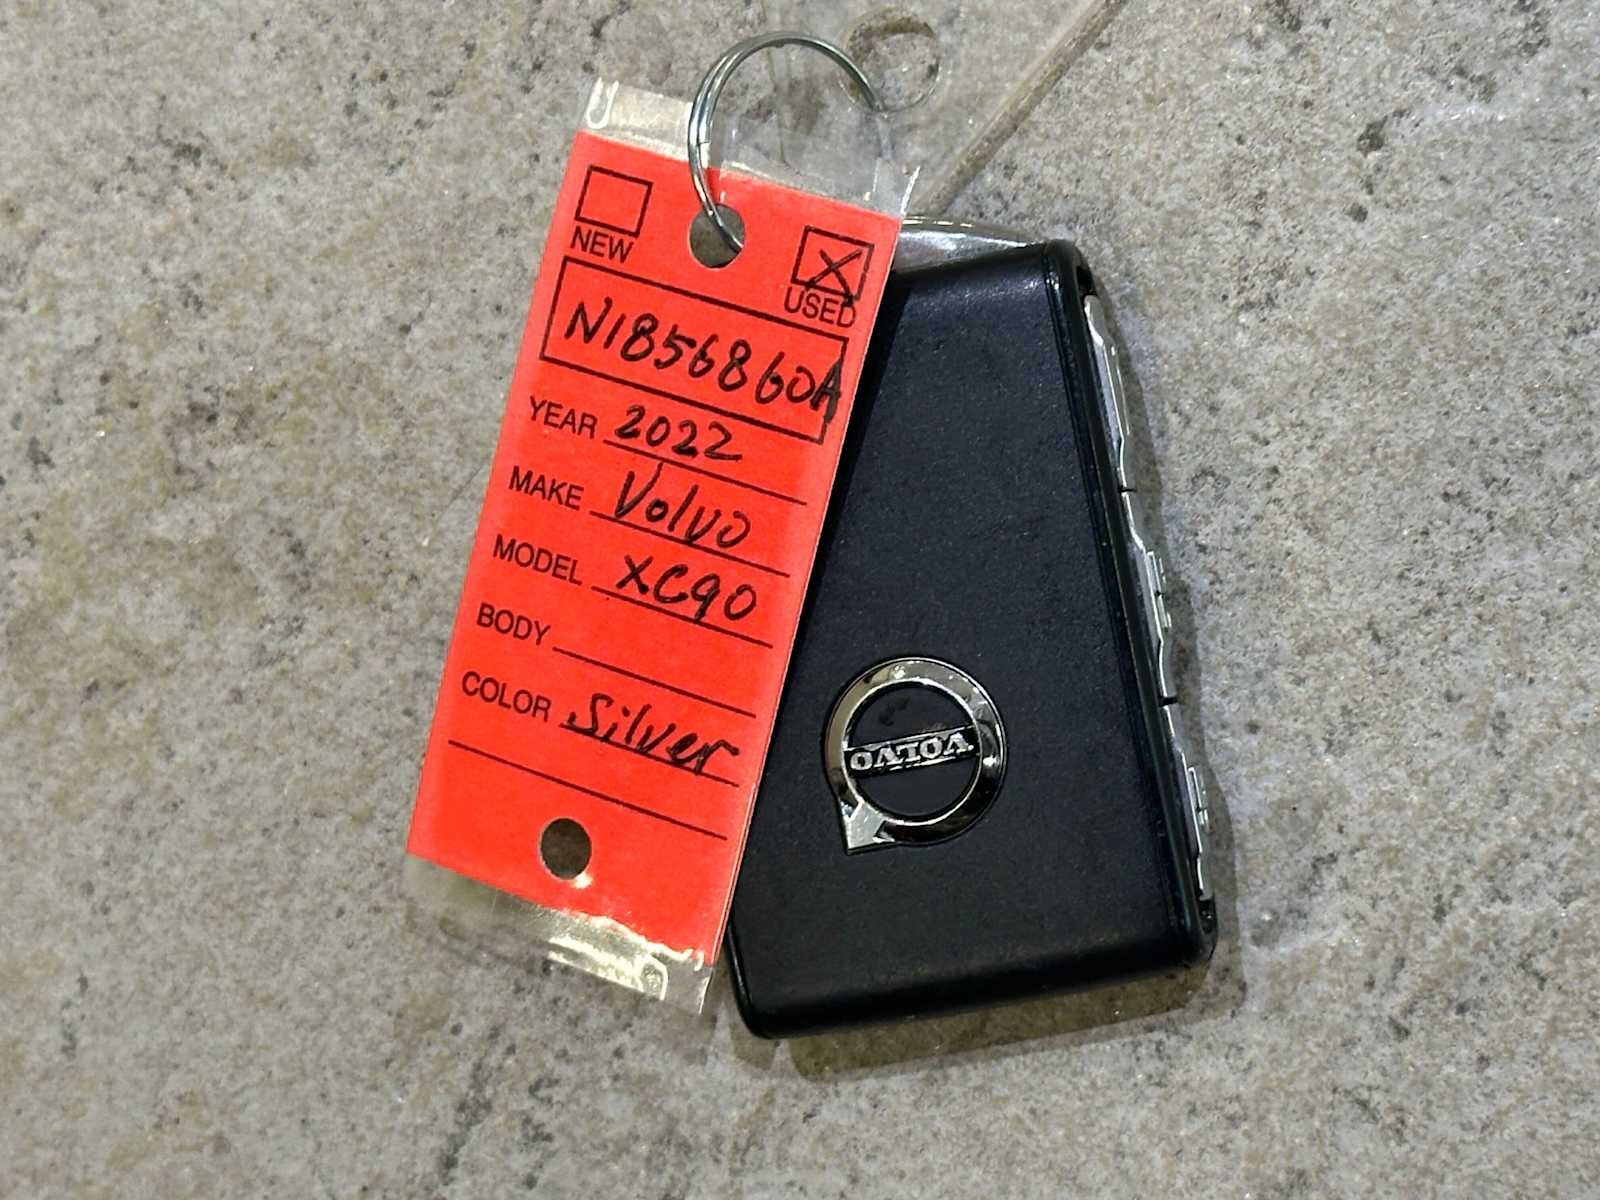 NEW
USED
N1856860A
YEAR 2022
MAKE Volvo
MODEL XC90
BODY
COLOR Silver
VOLVO